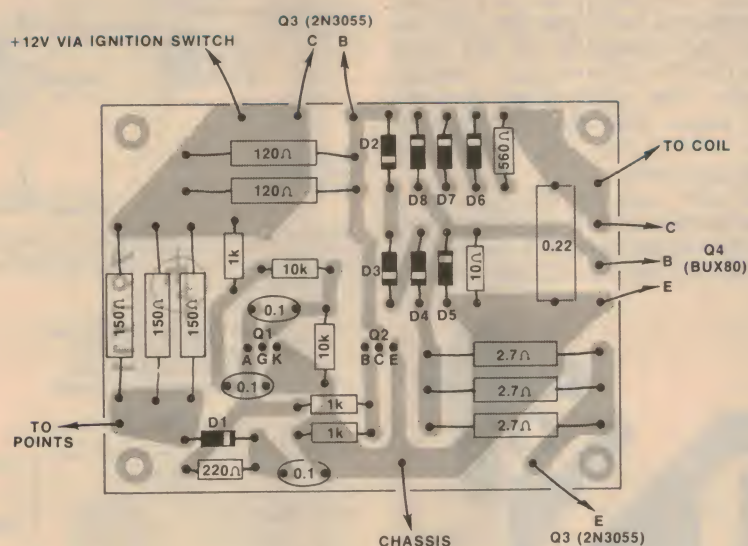 Q3 (2N3055)
+12V VIA IGNITION SWITCH
C B
D2
560Ω
TO COIL
120Ω
D8 D7 D6
120Ω
C
1k
0.22
Q4
10k
D3
10Ω
B
(BUX80)
150Ω 150Ω 150Ω
D4 D5
E
0.1
Q1
10k
Q2
A G K
B C E
2.7Ω
0.1
2.7Ω
1k
TO
POINTS
D1
1k
2.7Ω
220Ω
0.1
E
CHASSIS
Q3 (2N3055)